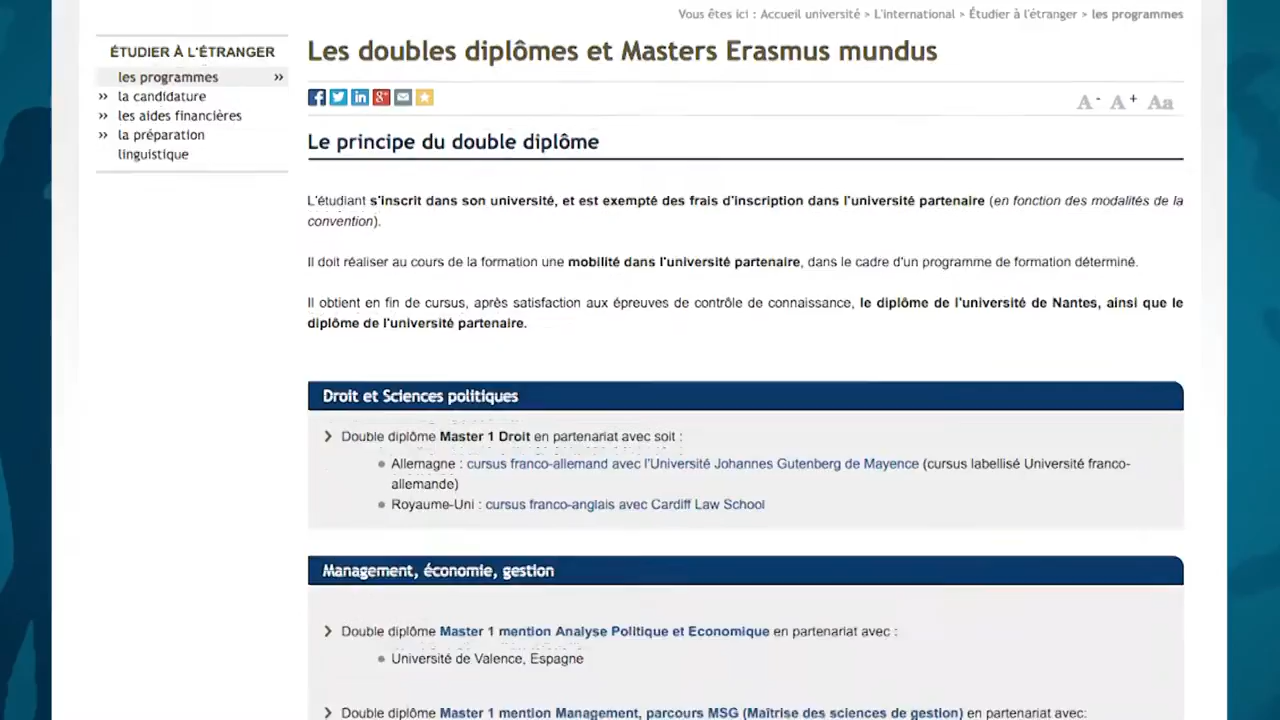 Vous êtes ici : Accueil université > L'international > Étudier à l'étranger > les programmes
ÉTUDIER À L'ÉTRANGER
les programmes »
» la candidature
» les aides financières
» la préparation
linguistique
Les doubles diplômes et Masters Erasmus mundus
A- A+ Aa
Le principe du double diplôme
L'étudiant s'inscrit dans son université, et est exempté des frais d'inscription dans l'université partenaire (en fonction des modalités de la
convention).
Il doit réaliser au cours de la formation une mobilité dans l'université partenaire, dans le cadre d'un programme de formation déterminé.
Il obtient en fin de cursus, après satisfaction aux épreuves de contrôle de connaissance, le diplôme de l'université de Nantes, ainsi que le
diplôme de l'université partenaire.
Droit et Sciences politiques
Double diplôme Master 1 Droit en partenariat avec soit :
Allemagne : cursus franco-allemand avec l'Université Johannes Gutenberg de Mayence (cursus labellisé Université franco-
allemande)
Royaume-Uni : cursus franco-anglais avec Cardiff Law School
Management, économie, gestion
Double diplôme Master 1 mention Analyse Politique et Economique en partenariat avec :
Université de Valence, Espagne
Double diplôme Master 1 mention Management, parcours MSG (Maîtrise des sciences de gestion) en partenariat avec: